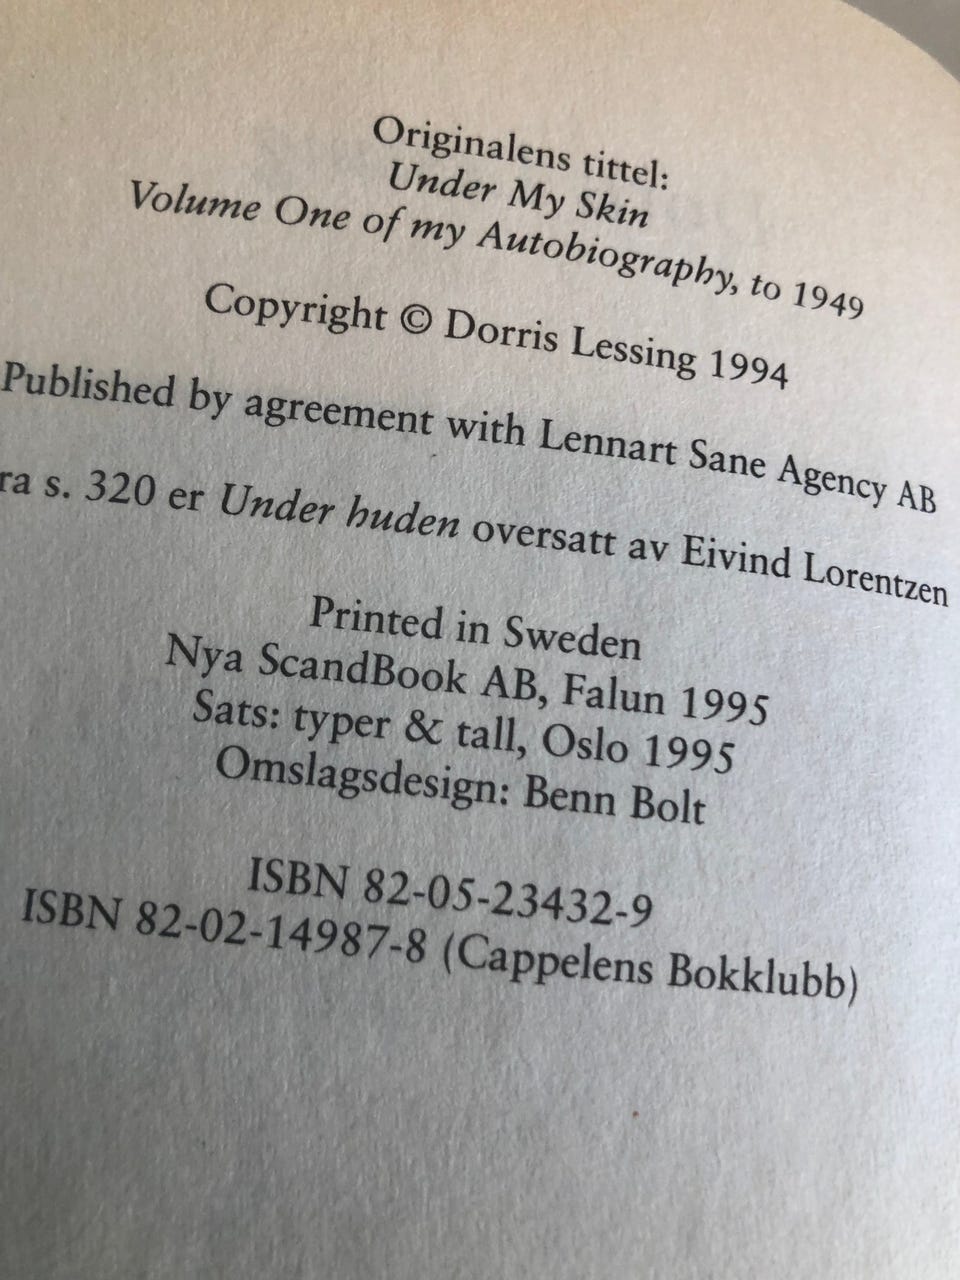 Originalens tittel:
Under My Skin
Volume One of my Autobiography, to 1949
Copyright © Dorris Lessing 1994
Published by agreement with Lennart Sane Agency AB
s. 320 er Under huden oversatt av Eivind Lorentzen
Printed in Sweden
Nya ScandBook AB, Falun 1995
Sats: typer & tall, Oslo 1995
Omslagsdesign: Benn Bolt
ISBN 82-05-23432-9
ISBN 82-02-14987-8 (Cappelens Bokklubb)